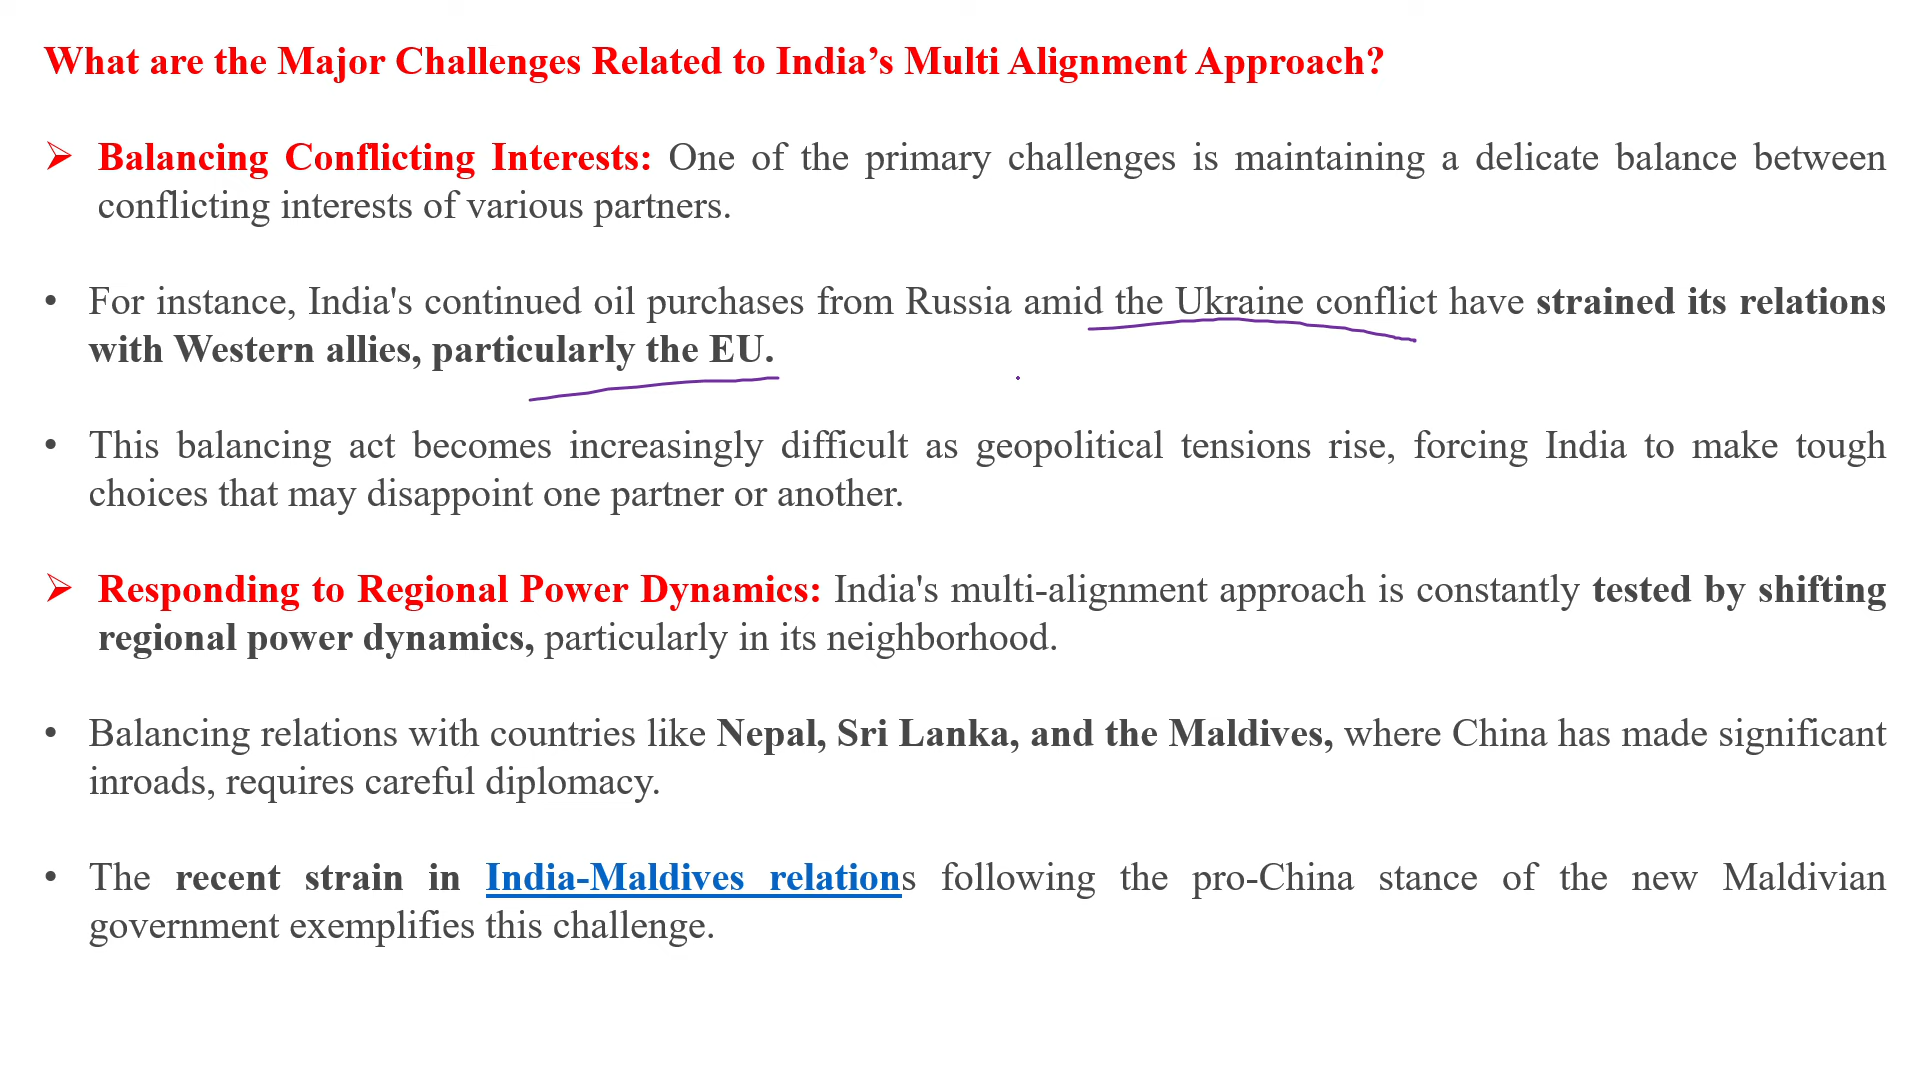 What are the Major Challenges Related to India’s Multi Alignment Approach?
➢ Balancing Conflicting Interests: One of the primary challenges is maintaining a delicate balance between
conflicting interests of various partners.
• For instance, India's continued oil purchases from Russia amid the Ukraine conflict have strained its relations
with Western allies, particularly the EU.
• This balancing act becomes increasingly difficult as geopolitical tensions rise, forcing India to make tough
choices that may disappoint one partner or another.
➢ Responding to Regional Power Dynamics: India's multi-alignment approach is constantly tested by shifting
regional power dynamics, particularly in its neighborhood.
• Balancing relations with countries like Nepal, Sri Lanka, and the Maldives, where China has made significant
inroads, requires careful diplomacy.
• The recent strain in India-Maldives relations following the pro-China stance of the new Maldivian
government exemplifies this challenge.